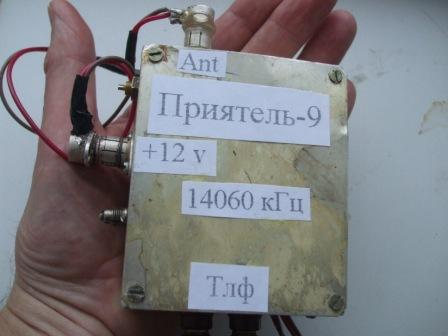 Ant
Приятель-9
+12 v
14060 кГц
Тлф